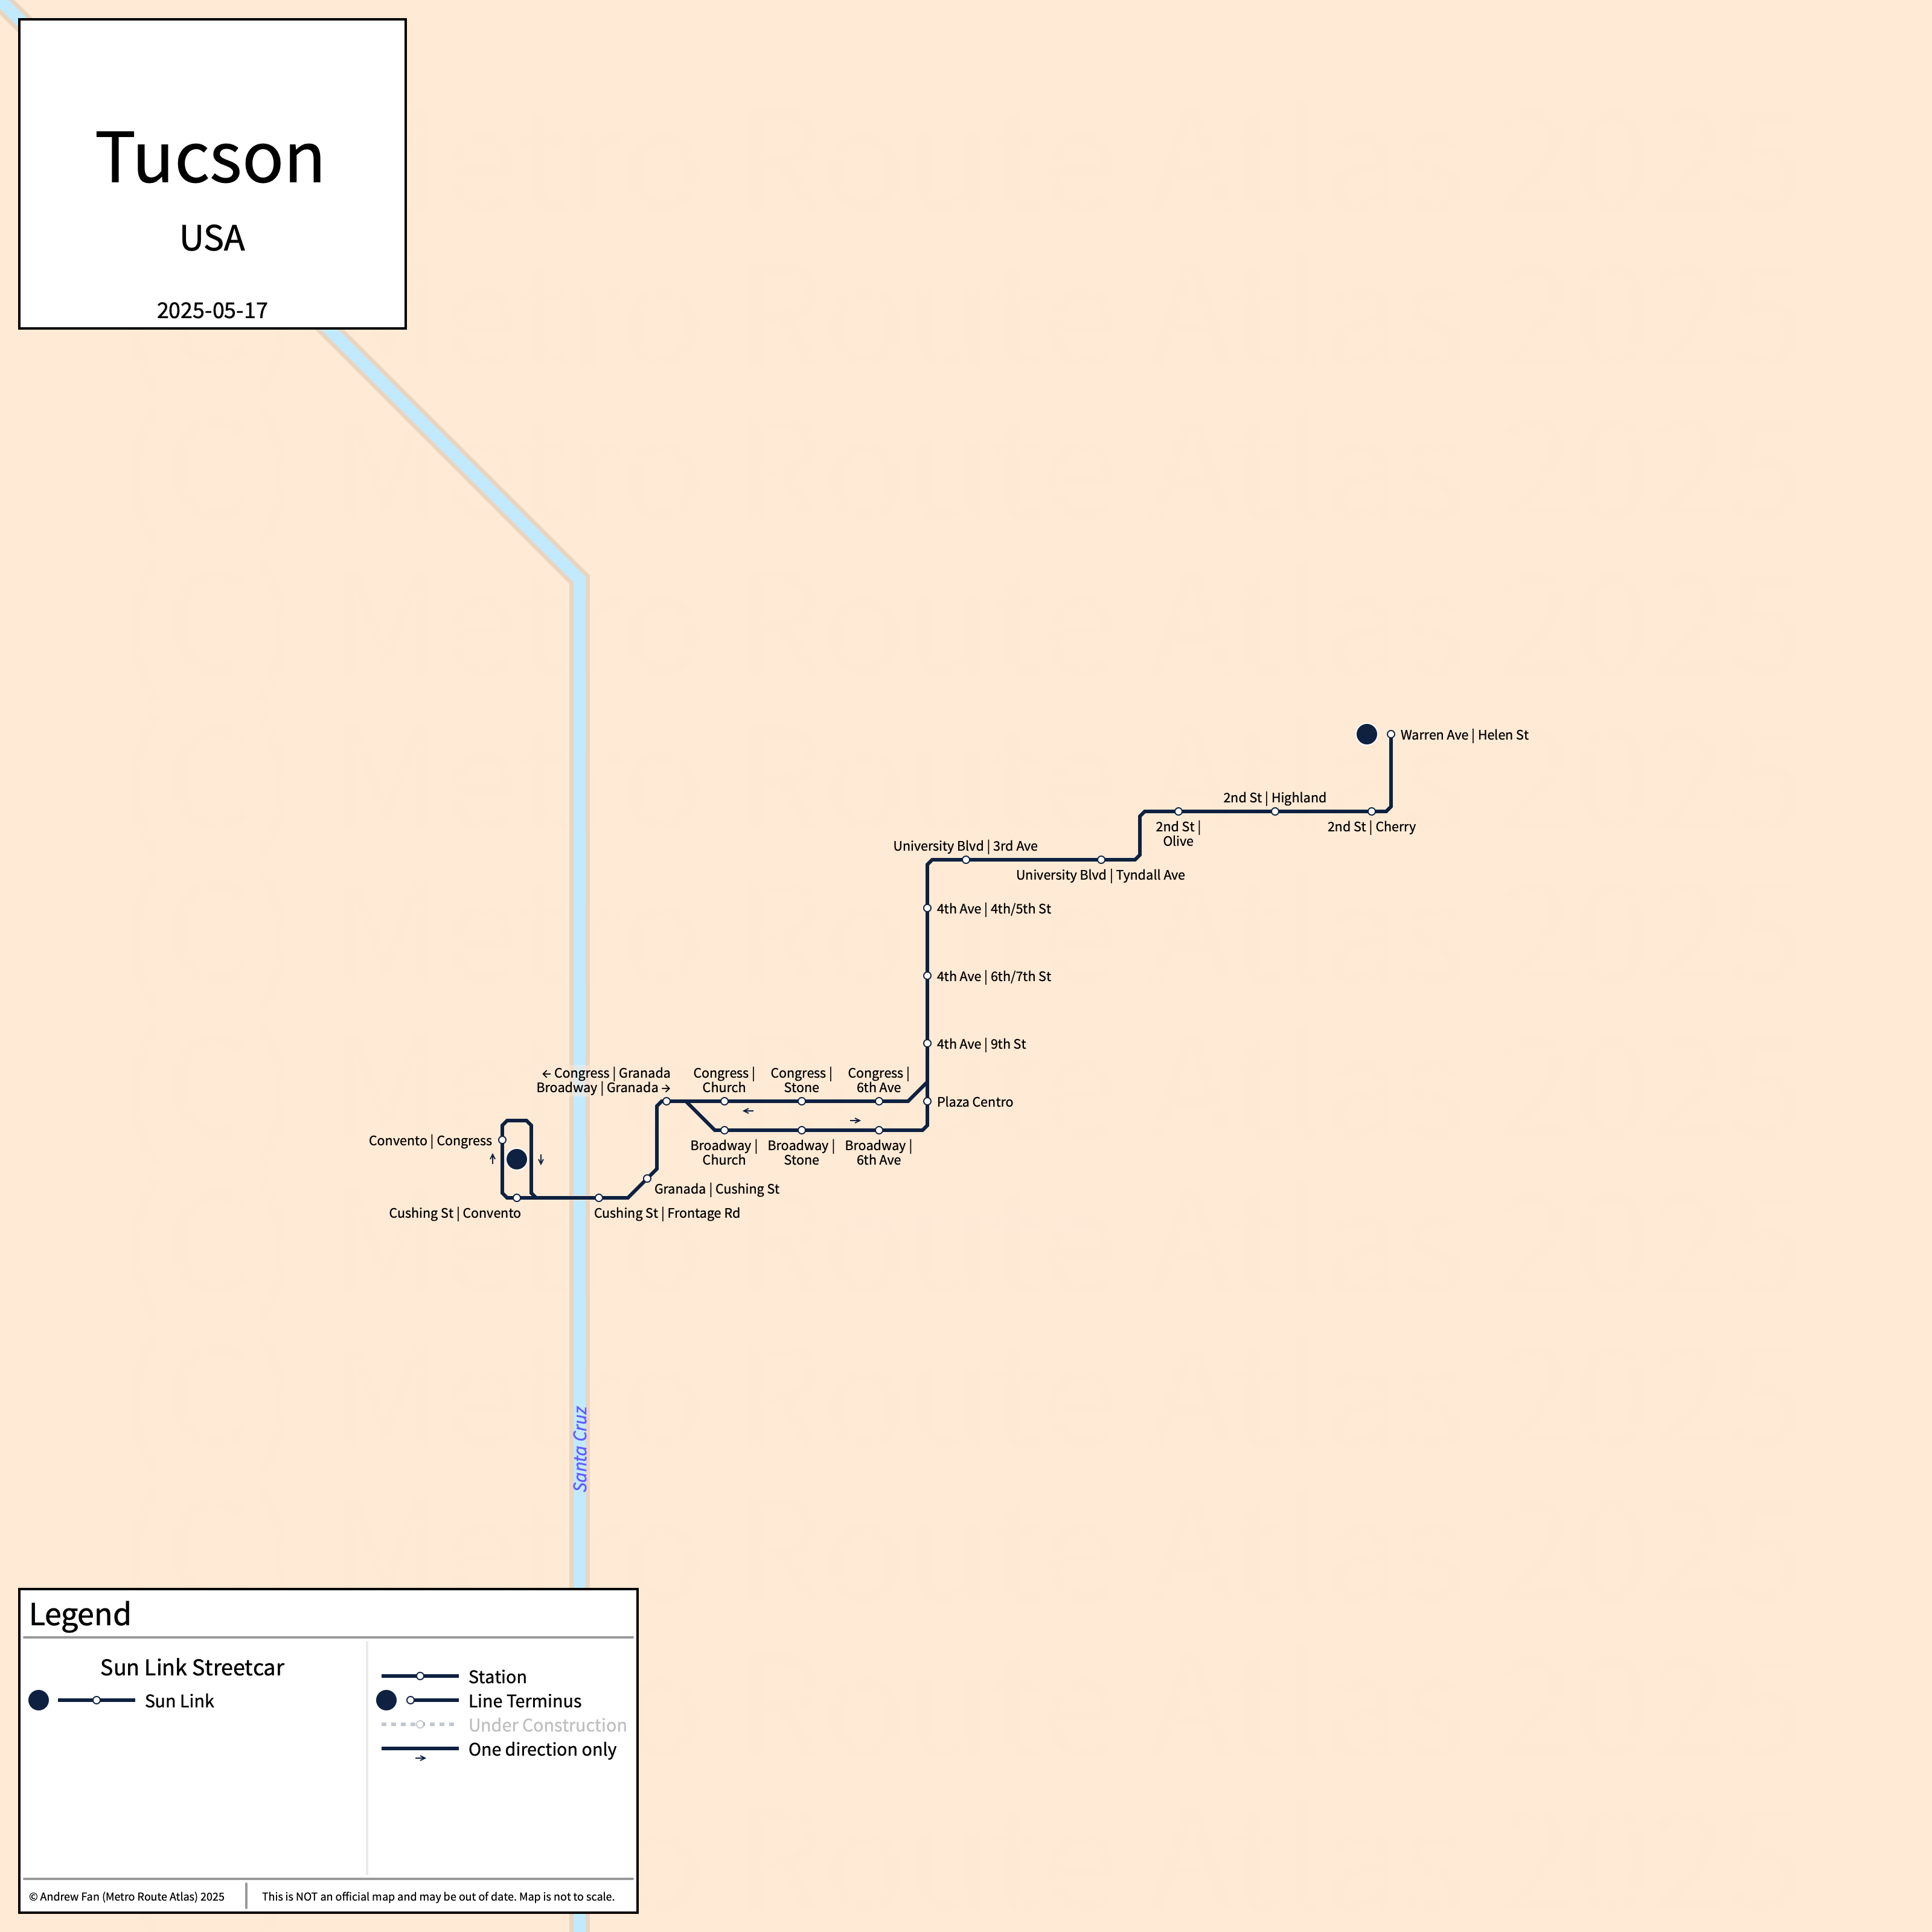 Tucson
USA
2025-05-17
(C) Metro Route Atlas 2025
Warren Ave | Helen St
2nd St | Highland
2nd St |
Olive
2nd St | Cherry
University Blvd | 3rd Ave
University Blvd | Tyndall Ave
4th Ave | 4th/5th St
4th Ave | 6th/7th St
4th Ave | 9th St
← Congress | Granada
Broadway | Granada →
Congress |
Church
Congress |
Stone
Congress |
6th Ave
Plaza Centro
←
→
Convento | Congress
↑
↓
Broadway |
Church
Broadway |
Stone
Broadway |
6th Ave
Granada | Cushing St
Cushing St | Convento
Cushing St | Frontage Rd
Santa Cruz
Legend
Sun Link Streetcar
Sun Link
Station
Line Terminus
Under Construction
One direction only
→
© Andrew Fan (Metro Route Atlas) 2025
This is NOT an official map and may be out of date. Map is not to scale.